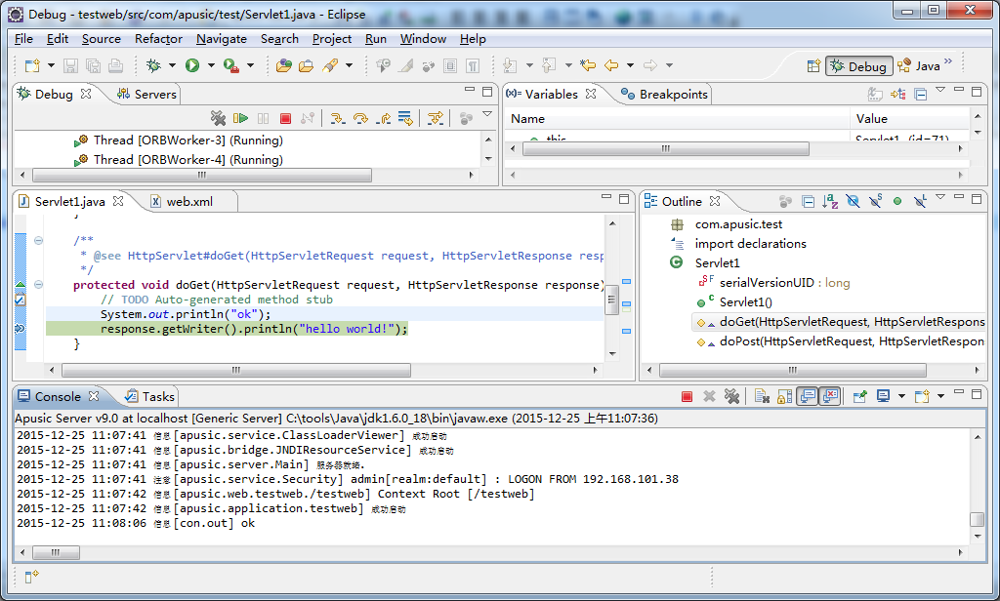 Debug - testweb/src/com/apusic/test/Servlet1.java - Eclipse
File Edit Source Refactor Navigate Search Project Run Window Help
Debug Java
Debug Servers
Thread [ORBWorker-3] (Running)
Thread [ORBWorker-4] (Running)
(x)= Variables Breakpoints
Name Value
this Servlet1 (id=71)
Servlet1.java web.xml
}
/**
* @see HttpServlet#doGet(HttpServletRequest request, HttpServletResponse resp
*/
protected void doGet(HttpServletRequest request, HttpServletResponse response)
// TODO Auto-generated method stub
System.out.println("ok");
response.getWriter().println("hello world!");
}
Outline
com.apusic.test
import declarations
Servlet1
serialVersionUID : long
Servlet1()
doGet(HttpServletRequest, HttpServletRespons
doPost(HttpServletRequest, HttpServletRespon
Console Tasks
Apusic Server v9.0 at localhost [Generic Server] C:\tools\Java\jdk1.6.0_18\bin\javaw.exe (2015-12-25 上午11:07:36)
2015-12-25 11:07:41 信息 [apusic.service.ClassLoaderViewer] 成功启动
2015-12-25 11:07:41 信息 [apusic.bridge.JNDIResourceService] 成功启动
2015-12-25 11:07:41 信息 [apusic.server.Main] 服务器就绪.
2015-12-25 11:07:41 注意 [apusic.service.Security] admin[realm:default] : LOGON FROM 192.168.101.38
2015-12-25 11:07:42 信息 [apusic.web.testweb./testweb] Context Root [/testweb]
2015-12-25 11:07:42 信息 [apusic.application.testweb] 成功启动
2015-12-25 11:08:06 信息 [con.out] ok